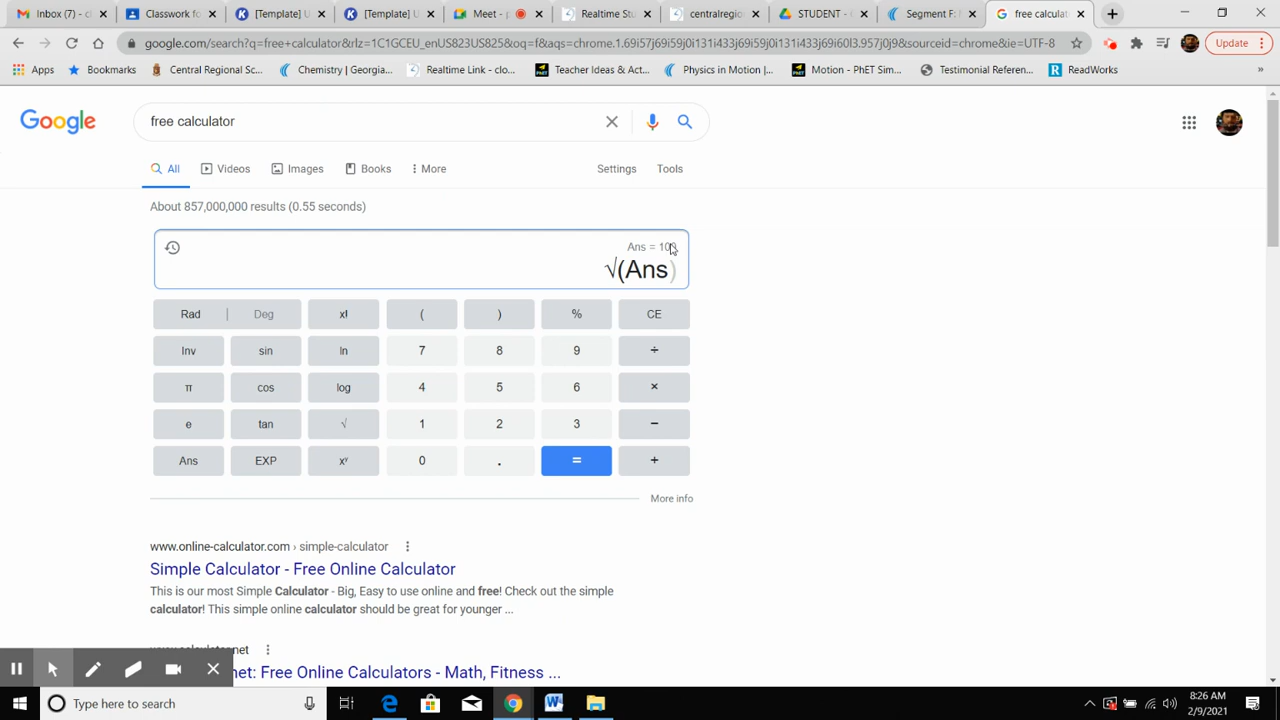 Inbox (7) - c
Classwork fo
[Template] U
[Template] U
Meet -
Realtime Stu
centralregio
STUDENT - C
Segment F: M
free calculat
google.com/search?q=free+calculator&rlz=1C1GCEU_enUS823US825&oq=f&aqs=chrome.1.69i57j69i59j0i131i433j69i59j0i131i433j69i60l3.957j0j9&sourceid=chrome&ie=UTF-8
Update
Apps
Bookmarks
Central Regional Sc...
Chemistry | Georgia...
Realtime Link - clo...
Teacher Ideas & Act...
Physics in Motion |...
Motion - PhET Sim...
Testimonial Referen...
ReadWorks
Google
free calculator
All
Videos
Images
Books
More
Settings
Tools
About 857,000,000 results (0.55 seconds)
Ans = 100
√(Ans)
Rad | Deg x! ( ) % CE
Inv sin ln 7 8 9 ÷
π cos log 4 5 6 ×
e tan √ 1 2 3 −
Ans EXP xʸ 0 . = +
More info
www.online-calculator.com › simple-calculator
Simple Calculator - Free Online Calculator
This is our most Simple Calculator - Big, Easy to use online and free! Check out the simple
calculator! This simple online calculator should be great for younger ...
net: Free Online Calculators - Math, Fitness ...
Type here to search
8:26 AM
2/9/2021